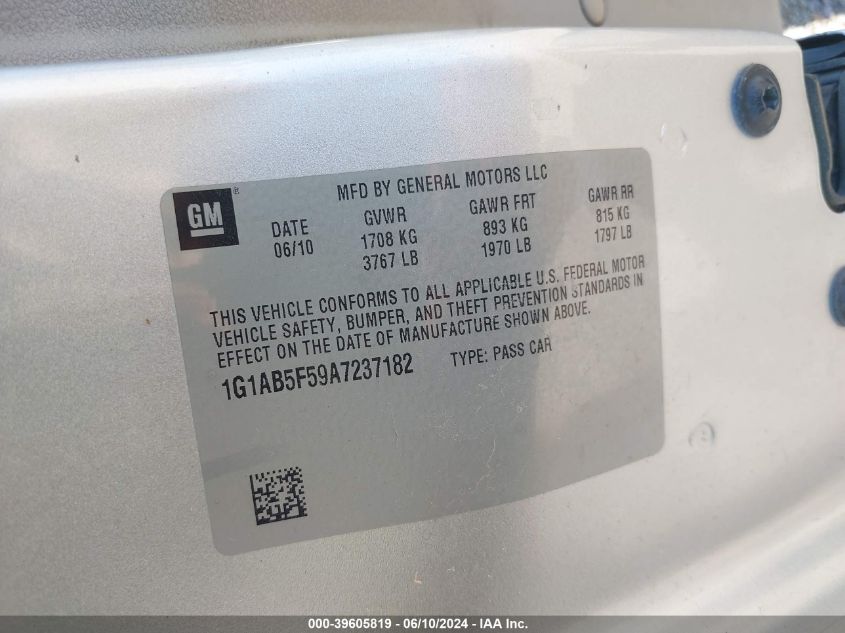 GM®
MFD BY GENERAL MOTORS LLC
DATE GVWR GAWR FRT GAWR RR
06/10 1708 KG 893 KG 815 KG
3767 LB 1970 LB 1797 LB
THIS VEHICLE CONFORMS TO ALL APPLICABLE U.S. FEDERAL MOTOR
VEHICLE SAFETY, BUMPER, AND THEFT PREVENTION STANDARDS IN
EFFECT ON THE DATE OF MANUFACTURE SHOWN ABOVE.
1G1AB5F59A7237182 TYPE: PASS CAR
000-39605819 - 06/10/2024 - IAA Inc.